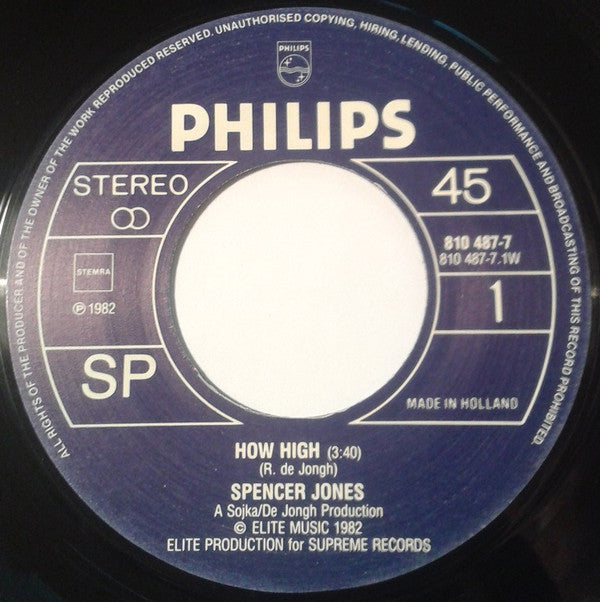 ALL RIGHTS OF THE PRODUCER AND OF THE OWNER OF THE WORK REPRODUCED RESERVED. UNAUTHORISED COPYING, HIRING, LENDING, PUBLIC PERFORMANCE AND BROADCASTING OF THIS RECORD PROHIBITED.
PHILIPS
PHILIPS
STEREO
45
810 487-7
810 487-7.1W
STEMRA
℗ 1982
1
SP
MADE IN HOLLAND
HOW HIGH (3:40)
(R. de Jongh)
SPENCER JONES
A Sojka/De Jongh Production
© ELITE MUSIC 1982
ELITE PRODUCTION for SUPREME RECORDS